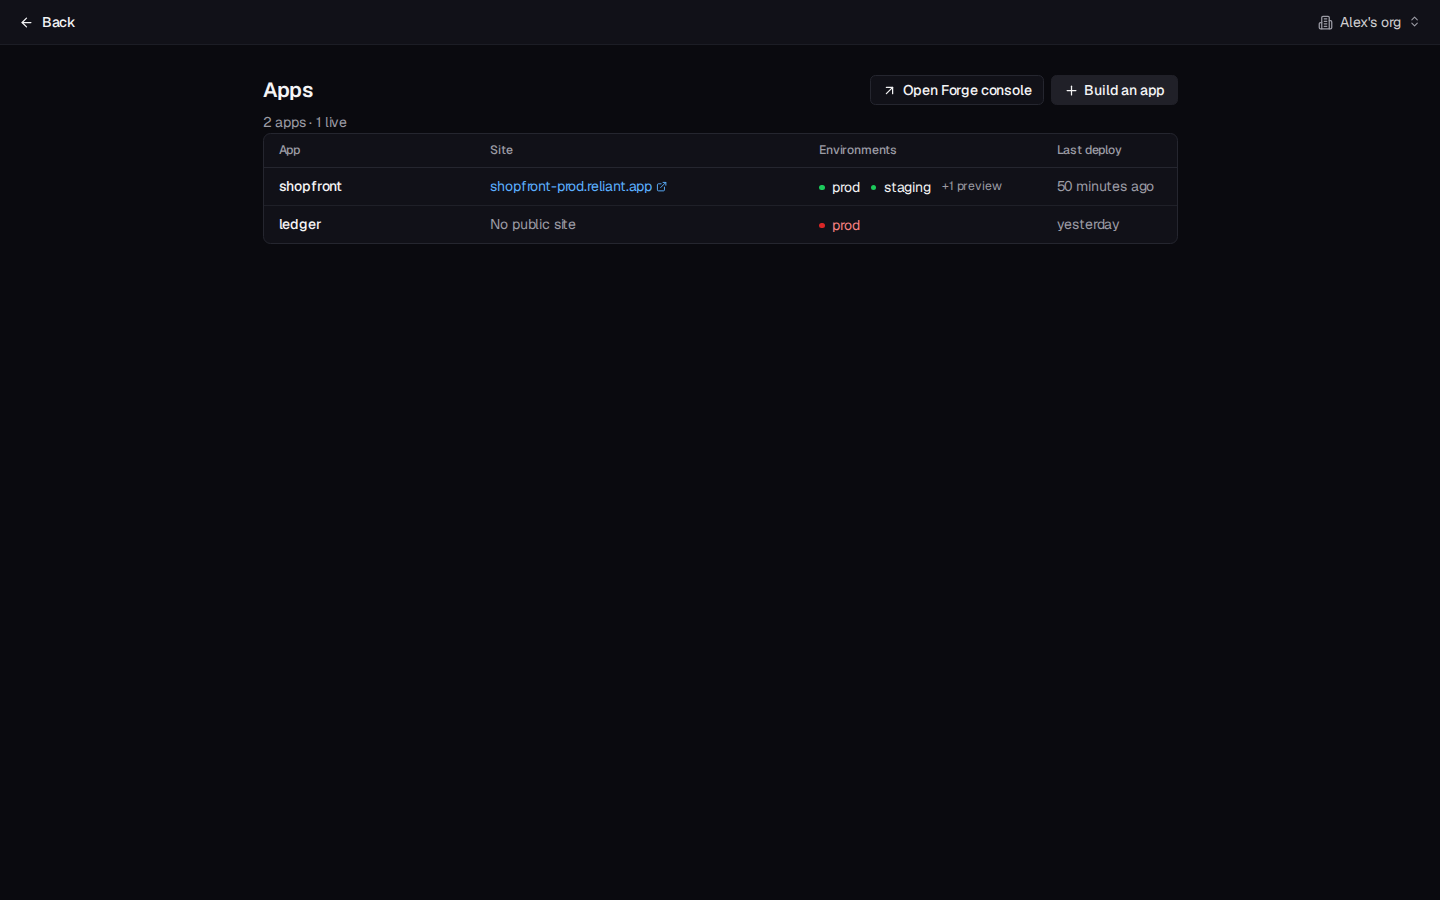 Back
Alex's org
Apps
Open Forge console
Build an app
2 apps · 1 live
App Site Environments Last deploy
shopfront shopfront-prod.reliant.app prod staging +1 preview 50 minutes ago
ledger No public site prod yesterday